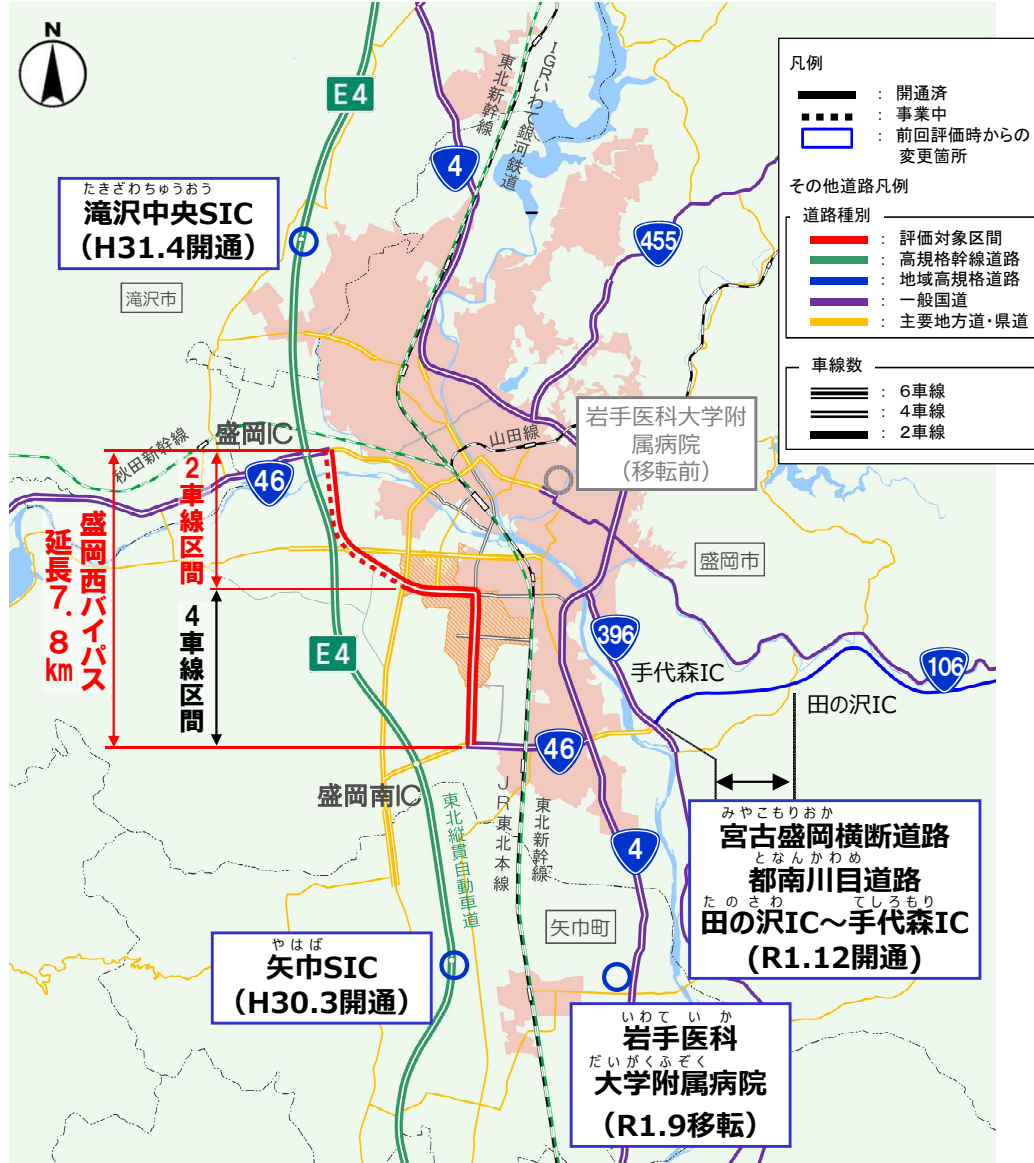 N
E4
4
455
東北新幹線
IGRいわて銀河鉄道
凡例
: 開通済
: 事業中
: 前回評価時からの
変更箇所
その他道路凡例
道路種別
: 評価対象区間
: 高規格幹線道路
: 地域高規格道路
: 一般国道
: 主要地方道・県道
車線数
: 6車線
: 4車線
: 2車線
たきざわちゅうおう
滝沢中央SIC
(H31.4開通)
滝沢市
岩手医科大学附
属病院
(移転前)
山田線
盛岡IC
秋田新幹線
46
2車線区間
盛岡西バイパス
延長7.8km
4車線区間
盛岡市
E4
396
手代森IC
106
田の沢IC
46
盛岡南IC
東北縦貫自動車道
JR東北本線
東北新幹線
4
みやこもりおか
宮古盛岡横断道路
となんかわめ
都南川目道路
たのさわ てしろもり
田の沢IC~手代森IC
(R1.12開通)
矢巾町
やはば
矢巾SIC
(H30.3開通)
いわていか
岩手医科
だいがくふぞく
大学附属病院
(R1.9移転)